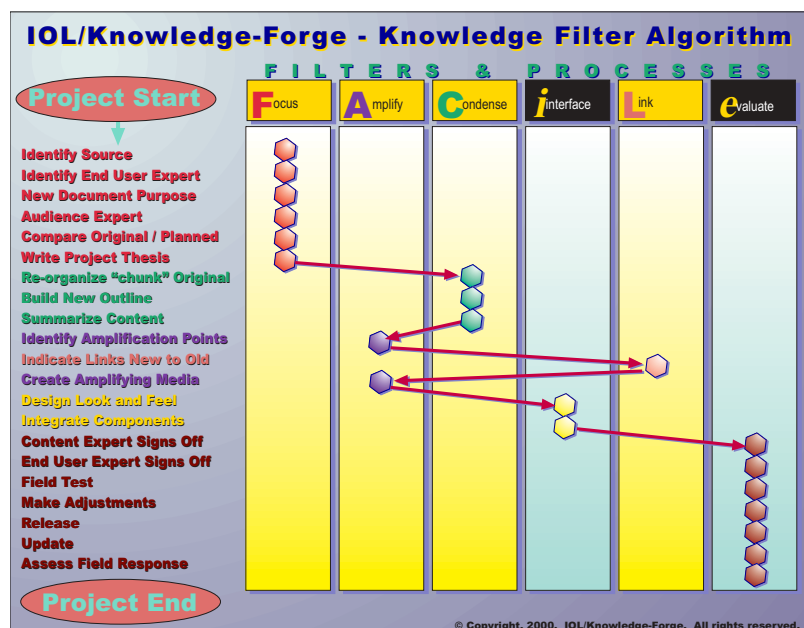 IOL/Knowledge-Forge - Knowledge Filter Algorithm
FILTERS & PROCESSES
Project Start
Focus
Amplify
Condense
iinterface
Link
evaluate
Identify Source
Identify End User Expert
New Document Purpose
Audience Expert
Compare Original / Planned
Write Project Thesis
Re-organize “chunk” Original
Build New Outline
Summarize Content
Identify Amplification Points
Indicate Links New to Old
Create Amplifying Media
Design Look and Feel
Integrate Components
Content Expert Signs Off
End User Expert Signs Off
Field Test
Make Adjustments
Release
Update
Assess Field Response
Project End
© Copyright, 2000, IOL/Knowledge-Forge, All rights reserved.